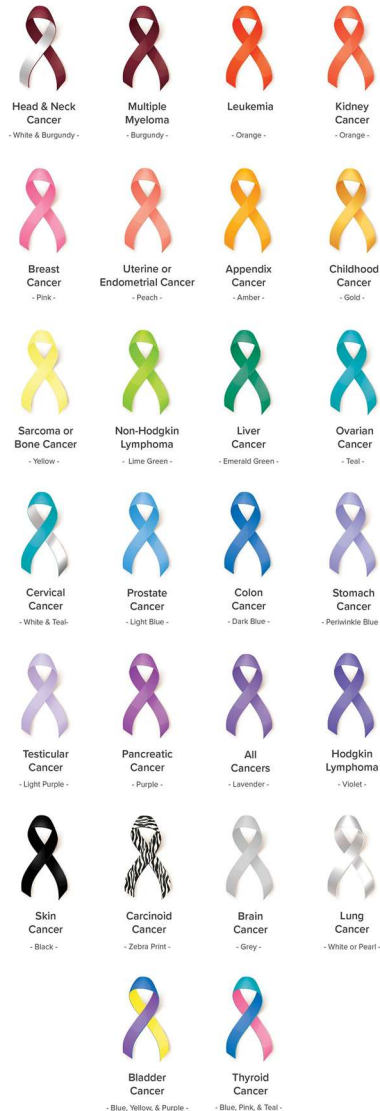 Head & Neck
Cancer
- White & Burgundy -
Multiple
Myeloma
- Burgundy -
Leukemia
- Orange -
Kidney
Cancer
- Orange -
Breast
Cancer
- Pink -
Uterine or
Endometrial Cancer
- Peach -
Appendix
Cancer
- Amber -
Childhood
Cancer
- Gold -
Sarcoma or
Bone Cancer
- Yellow -
Non-Hodgkin
Lymphoma
- Lime Green -
Liver
Cancer
- Emerald Green -
Ovarian
Cancer
- Teal -
Cervical
Cancer
- White & Teal-
Prostate
Cancer
- Light Blue -
Colon
Cancer
- Dark Blue -
Stomach
Cancer
- Periwinkle Blue
Testicular
Cancer
- Light Purple -
Pancreatic
Cancer
- Purple -
All
Cancers
- Lavender -
Hodgkin
Lymphoma
- Violet -
Skin
Cancer
- Black -
Carcinoid
Cancer
- Zebra Print -
Brain
Cancer
- Grey -
Lung
Cancer
- White or Pearl -
Bladder
Cancer
- Blue, Yellow, & Purple -
Thyroid
Cancer
- Blue, Pink, & Teal -